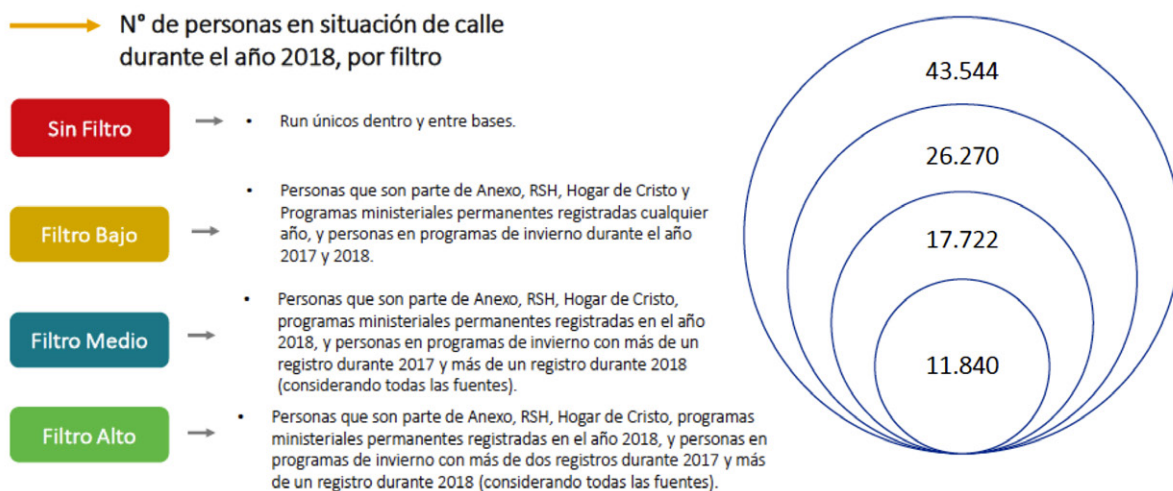 N° de personas en situación de calle
durante el año 2018, por filtro
Sin Filtro
• Run únicos dentro y entre bases.
Filtro Bajo
• Personas que son parte de Anexo, RSH, Hogar de Cristo y
Programas ministeriales permanentes registradas cualquier
año, y personas en programas de invierno durante el año
2017 y 2018.
Filtro Medio
• Personas que son parte de Anexo, RSH, Hogar de Cristo,
programas ministeriales permanentes registradas en el año
2018, y personas en programas de invierno con más de un
registro durante 2017 y más de un registro durante 2018
(considerando todas las fuentes).
Filtro Alto
• Personas que son parte de Anexo, RSH, Hogar de Cristo, programas
ministeriales permanentes registradas en el año 2018, y personas en
programas de invierno con más de dos registros durante 2017 y más
de un registro durante 2018 (considerando todas las fuentes).
43.544
26.270
17.722
11.840